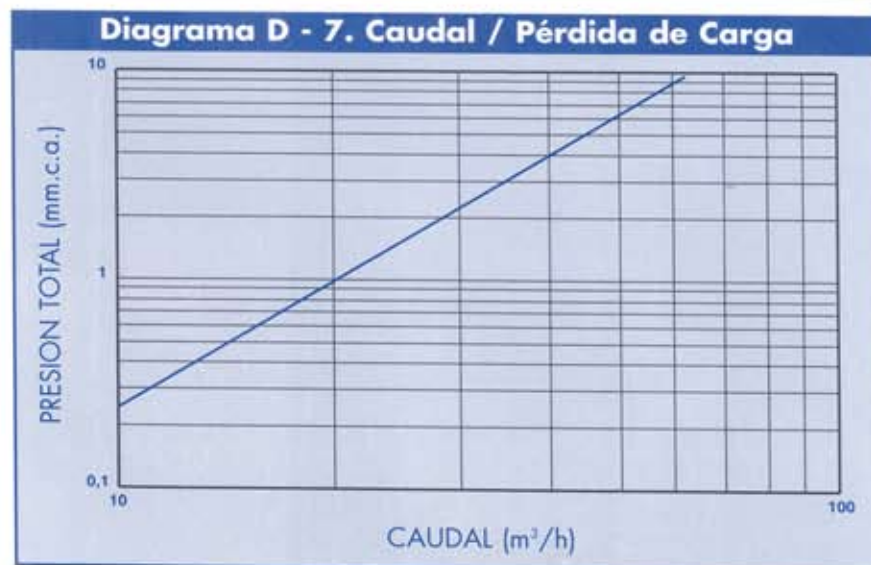 Diagrama D - 7. Caudal / Pérdida de Carga
10
PRESION TOTAL (mm.c.a.)
1
0,1
10
100
CAUDAL (m³/h)